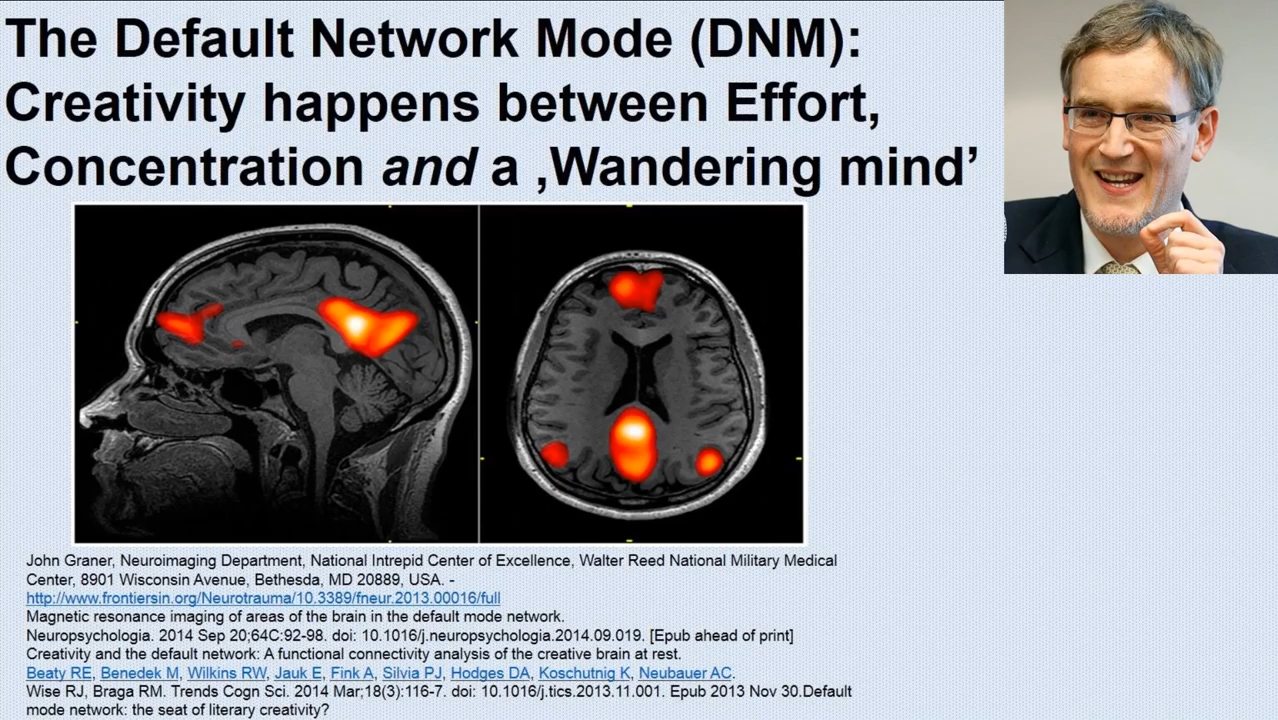 The Default Network Mode (DNM):
Creativity happens between Effort,
Concentration and a ‚Wandering mind’
John Graner, Neuroimaging Department, National Intrepid Center of Excellence, Walter Reed National Military Medical
Center, 8901 Wisconsin Avenue, Bethesda, MD 20889, USA. -
http://www.frontiersin.org/Neurotrauma/10.3389/fneur.2013.00016/full
Magnetic resonance imaging of areas of the brain in the default mode network.
Neuropsychologia. 2014 Sep 20;64C:92-98. doi: 10.1016/j.neuropsychologia.2014.09.019. [Epub ahead of print]
Creativity and the default network: A functional connectivity analysis of the creative brain at rest.
Beaty RE, Benedek M, Wilkins RW, Jauk E, Fink A, Silvia PJ, Hodges DA, Koschutnig K, Neubauer AC.
Wise RJ, Braga RM. Trends Cogn Sci. 2014 Mar;18(3):116-7. doi: 10.1016/j.tics.2013.11.001. Epub 2013 Nov 30.Default
mode network: the seat of literary creativity?